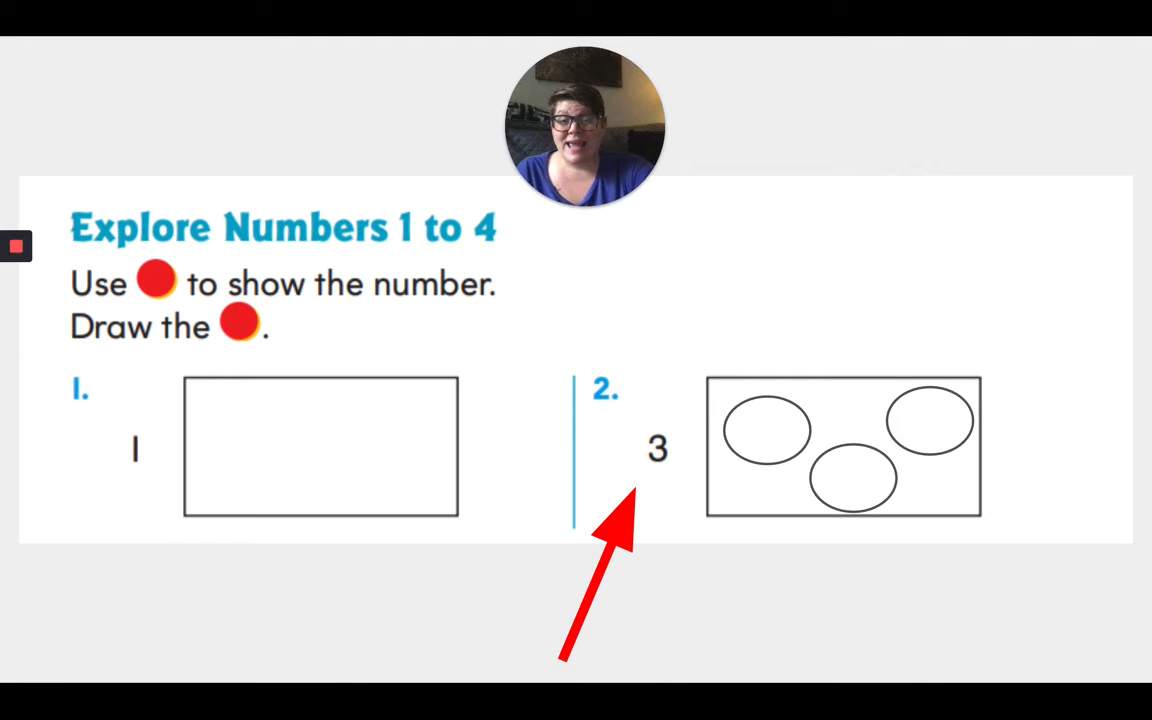 Explore Numbers 1 to 4
Use to show the number.
Draw the .
1.
1
2.
3